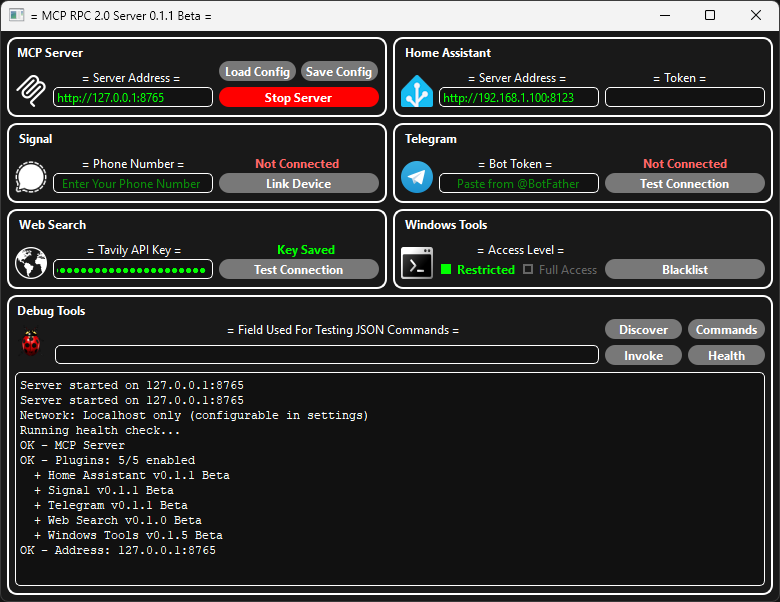 = MCP RPC 2.0 Server 0.1.1 Beta =
MCP Server
= Server Address =
Load Config
Save Config
http://127.0.0.1:8765
Stop Server
Home Assistant
= Server Address =
= Token =
http://192.168.1.100:8123
Signal
= Phone Number =
Not Connected
Enter Your Phone Number
Link Device
Telegram
= Bot Token =
Not Connected
Paste from @BotFather
Test Connection
Web Search
= Tavily API Key =
Key Saved
Test Connection
Windows Tools
= Access Level =
Restricted
Full Access
Blacklist
Debug Tools
= Field Used For Testing JSON Commands =
Discover
Commands
Invoke
Health
Server started on 127.0.0.1:8765
Server started on 127.0.0.1:8765
Network: Localhost only (configurable in settings)
Running health check...
OK - MCP Server
OK - Plugins: 5/5 enabled
+ Home Assistant v0.1.1 Beta
+ Signal v0.1.1 Beta
+ Telegram v0.1.1 Beta
+ Web Search v0.1.0 Beta
+ Windows Tools v0.1.5 Beta
OK - Address: 127.0.0.1:8765